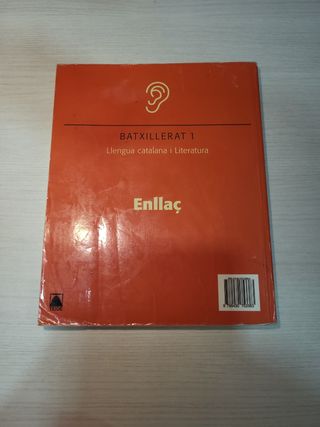 BATXILLERAT 1
Llengua catalana i Literatura
Enllaç